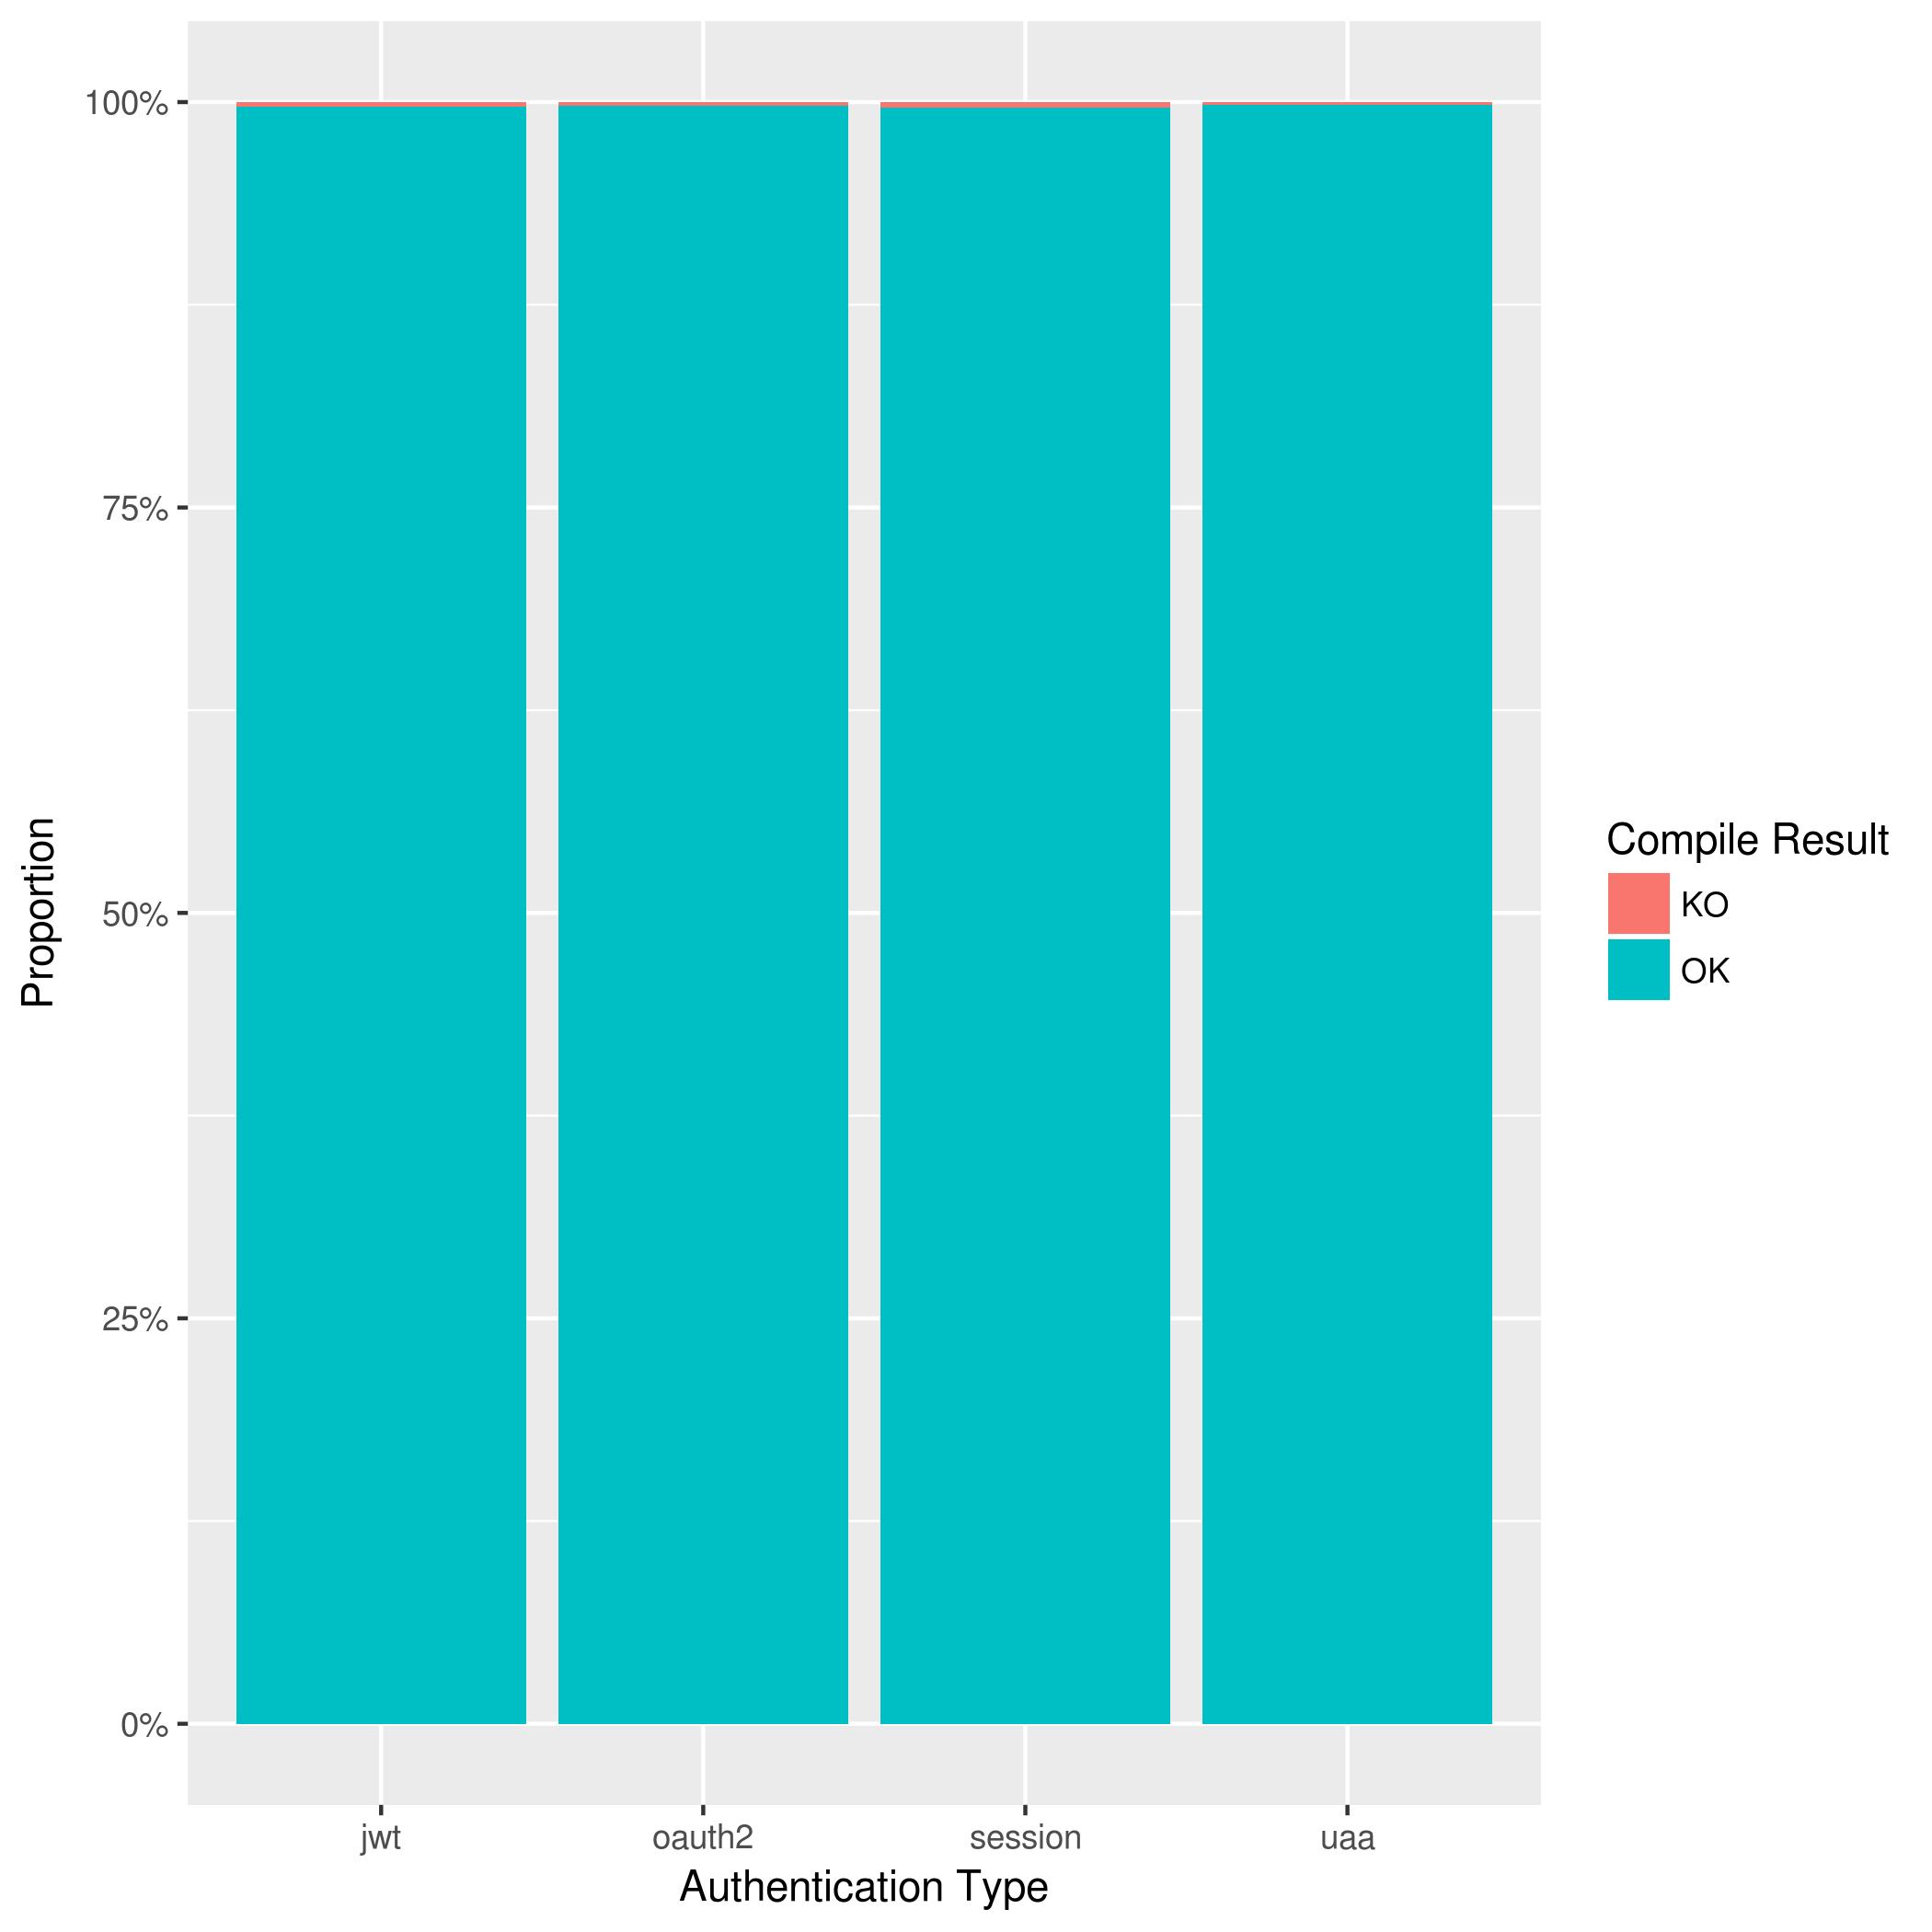 100%
75%
50%
25%
0%
Proportion
jwt
oauth2
session
uaa
Authentication Type
Compile Result
KO
OK